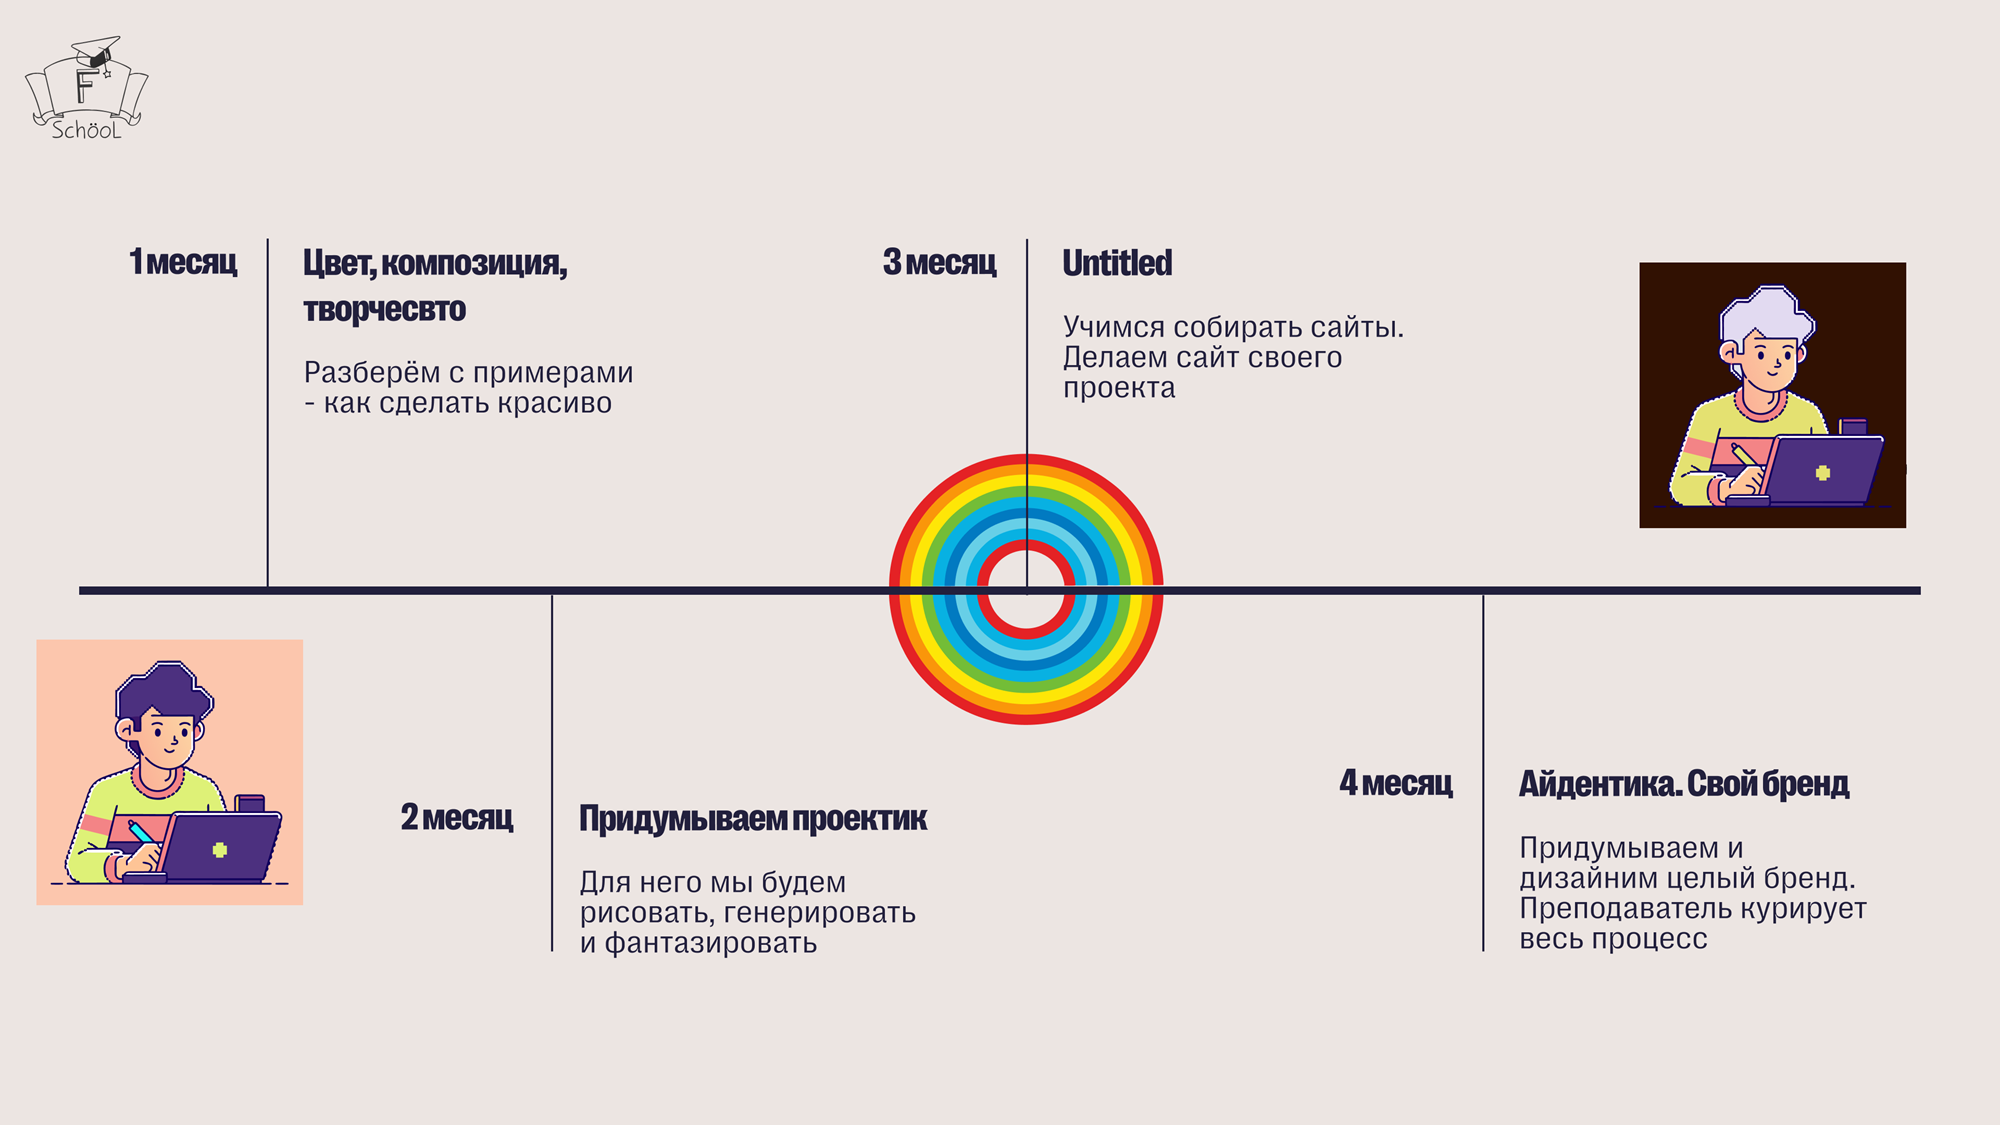 F
SchöoL
1 месяц
Цвет, композиция,
творчесвто
Разберём с примерами
- как сделать красиво
3 месяц
Untitled
Учимся собирать сайты.
Делаем сайт своего
проекта
2 месяц
Придумываем проектик
Для него мы будем
рисовать, генерировать
и фантазировать
4 месяц
Айдентика. Свой бренд
Придумываем и
дизайним целый бренд.
Преподаватель курирует
весь процесс